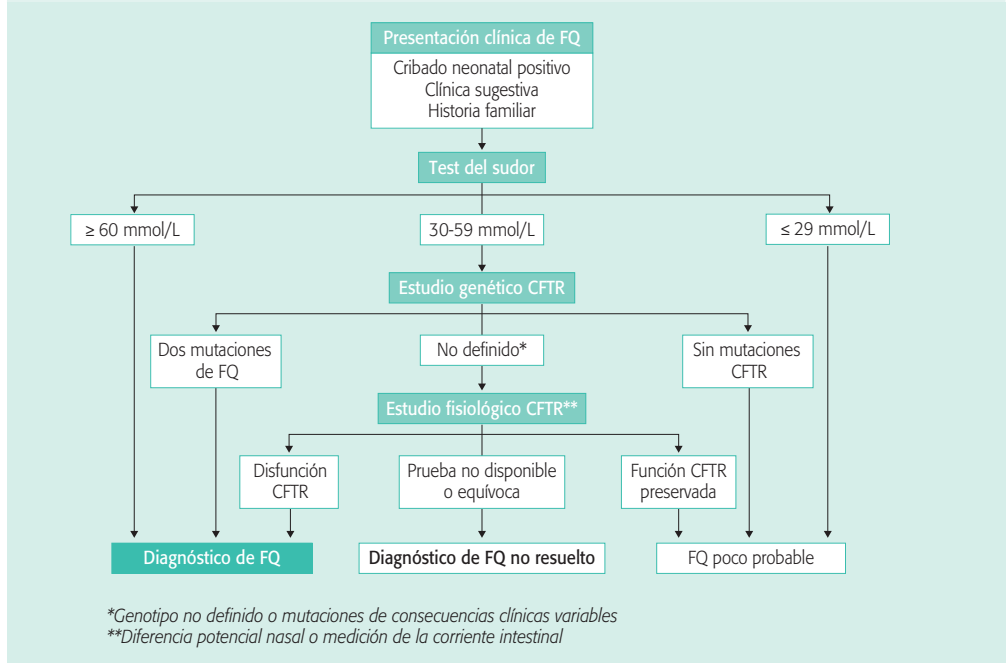 Presentación clínica de FQ
Cribado neonatal positivo
Clínica sugestiva
Historia familiar
Test del sudor
≥ 60 mmol/L
30-59 mmol/L
≤ 29 mmol/L
Estudio genético CFTR
Dos mutaciones
de FQ
No definido*
Sin mutaciones
CFTR
Estudio fisiológico CFTR**
Disfunción
CFTR
Prueba no disponible
o equívoca
Función CFTR
preservada
Diagnóstico de FQ
Diagnóstico de FQ no resuelto
FQ poco probable
*Genotipo no definido o mutaciones de consecuencias clínicas variables
**Diferencia potencial nasal o medición de la corriente intestinal